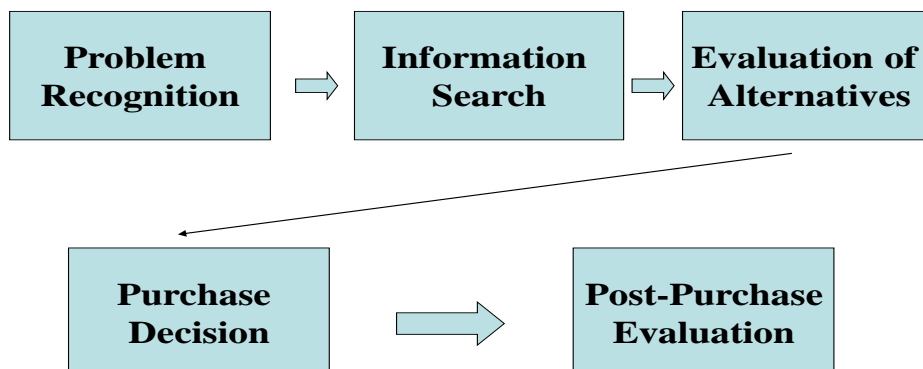 Problem
Recognition
Information
Search
Evaluation of
Alternatives
Purchase
Decision
Post-Purchase
Evaluation